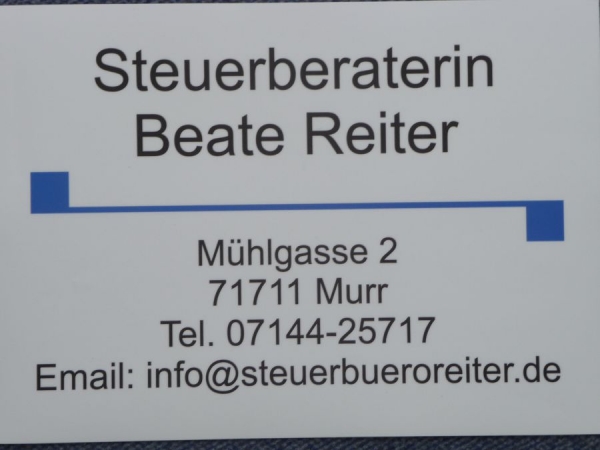 Steuerberaterin
Beate Reiter
Mühlgasse 2
71711 Murr
Tel. 07144-25717
Email: info@steuerbueroreiter.de